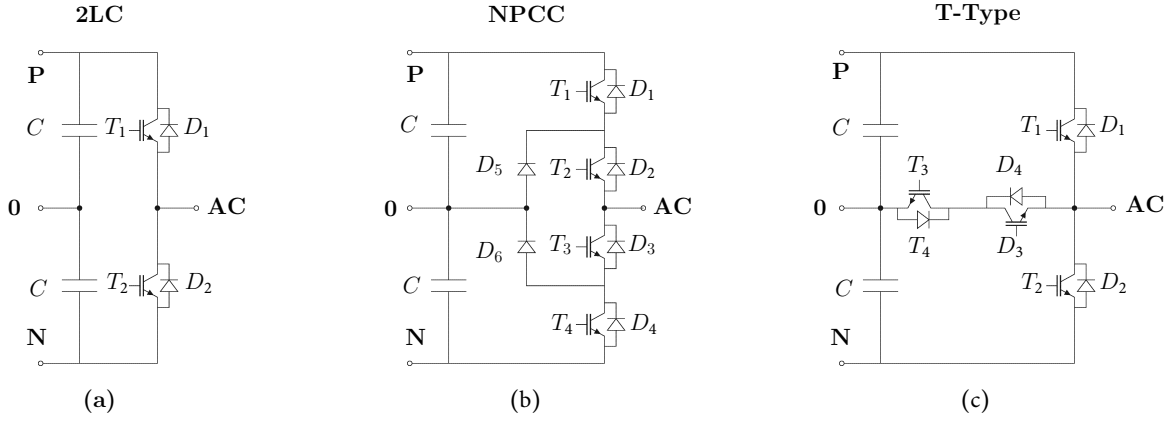 2LC
P
C
T1
D1
0
AC
C
T2
D2
N
(a)
NPCC
P
T1
D1
C
D5
T2
D2
0
AC
D6
T3
D3
C
T4
D4
N
(b)
T-Type
P
C
T1
D1
T3
D4
0
AC
T4
D3
C
T2
D2
N
(c)